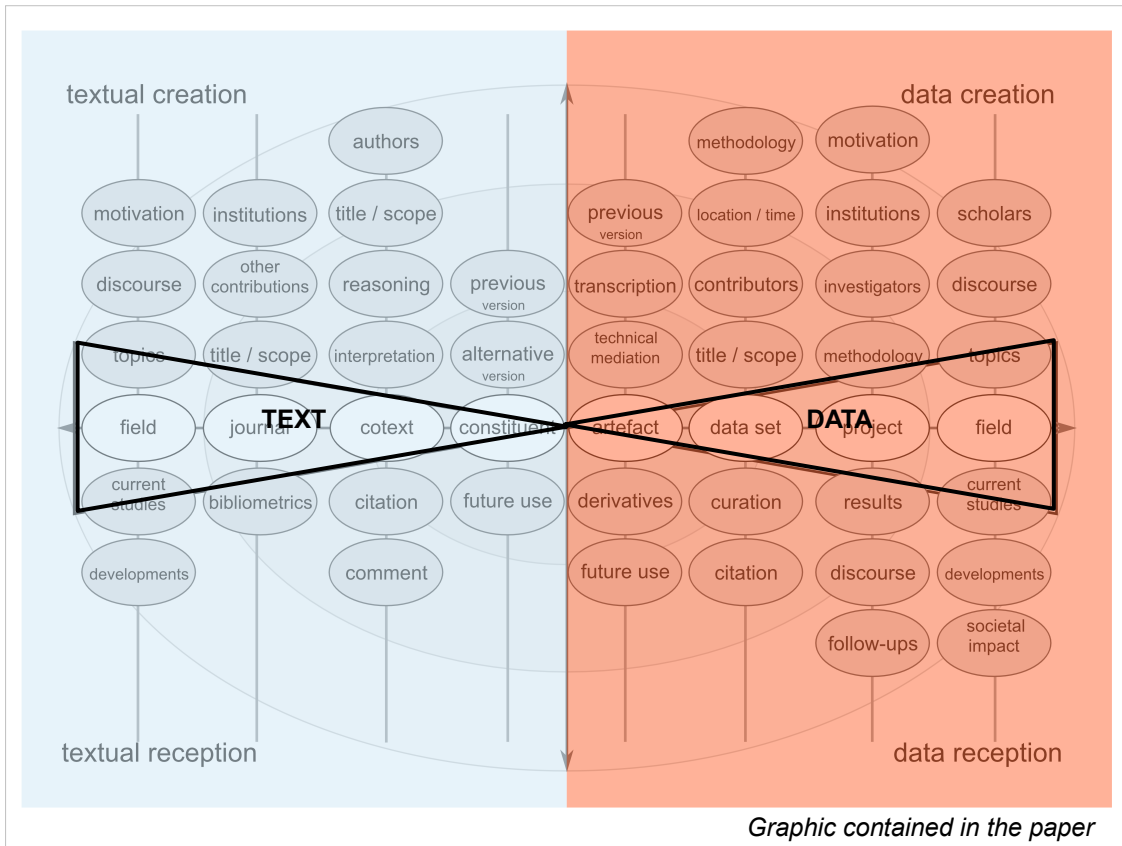 textual creation
data creation
authors
methodology
motivation
motivation
institutions
title / scope
previous
version
location / time
institutions
scholars
discourse
other
contributions
reasoning
previous
version
transcription
contributors
investigators
discourse
topics
title / scope
interpretation
alternative
version
technical
mediation
title / scope
methodology
topics
field
journal
TEXT
cotext
constituent
artefact
data set
DATA
project
field
current
studies
bibliometrics
citation
future use
derivatives
curation
results
current
studies
developments
comment
future use
citation
discourse
developments
follow-ups
societal
impact
textual reception
data reception
Graphic contained in the paper